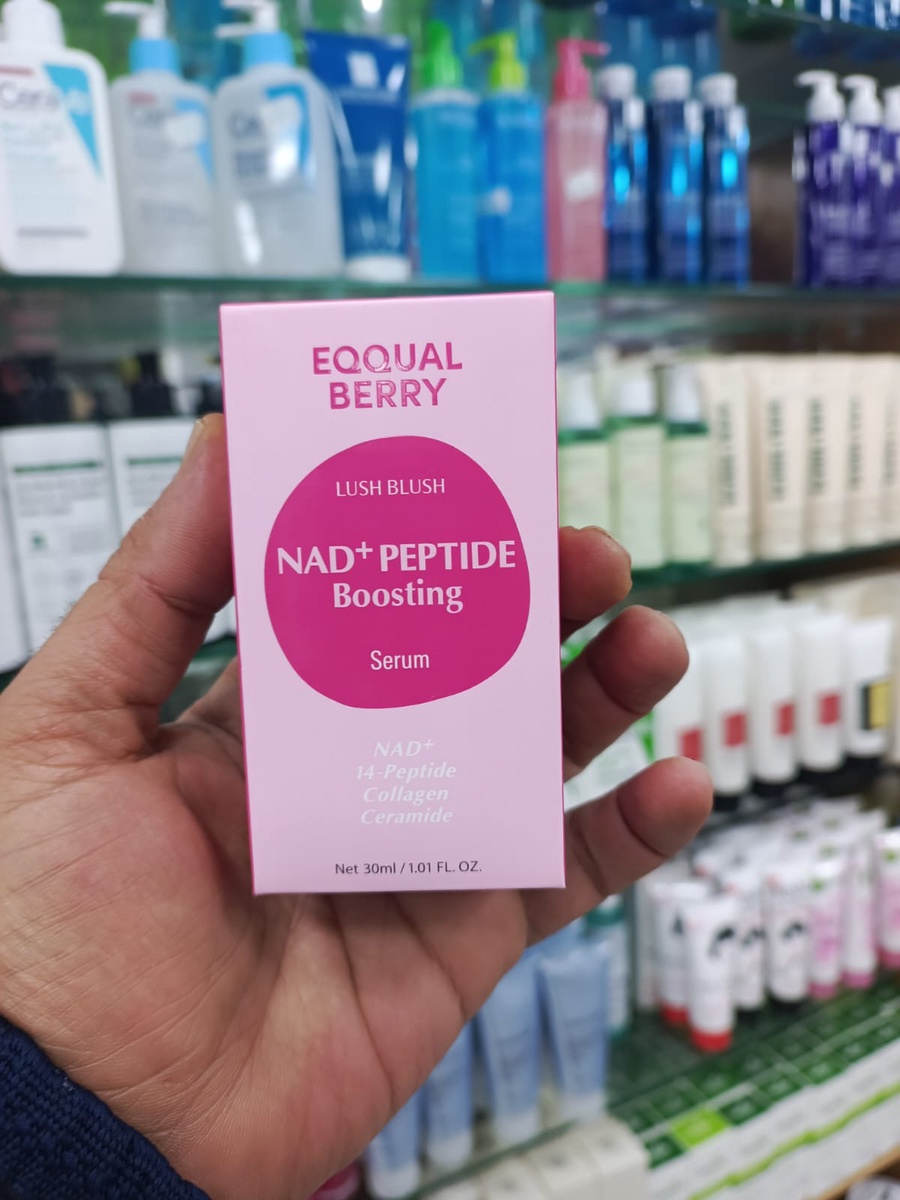 EQQUAL
BERRY
LUSH BLUSH
NAD+ PEPTIDE
Boosting
Serum
NAD+
14-Peptide
Collagen
Ceramide
Net 30ml / 1.01 FL. OZ.